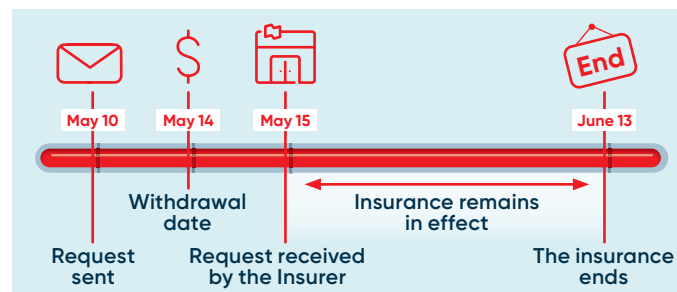 End
May 10
May 14
May 15
June 13
Withdrawal
date
Insurance remains
in effect
Request
sent
Request received
by the Insurer
The insurance
ends